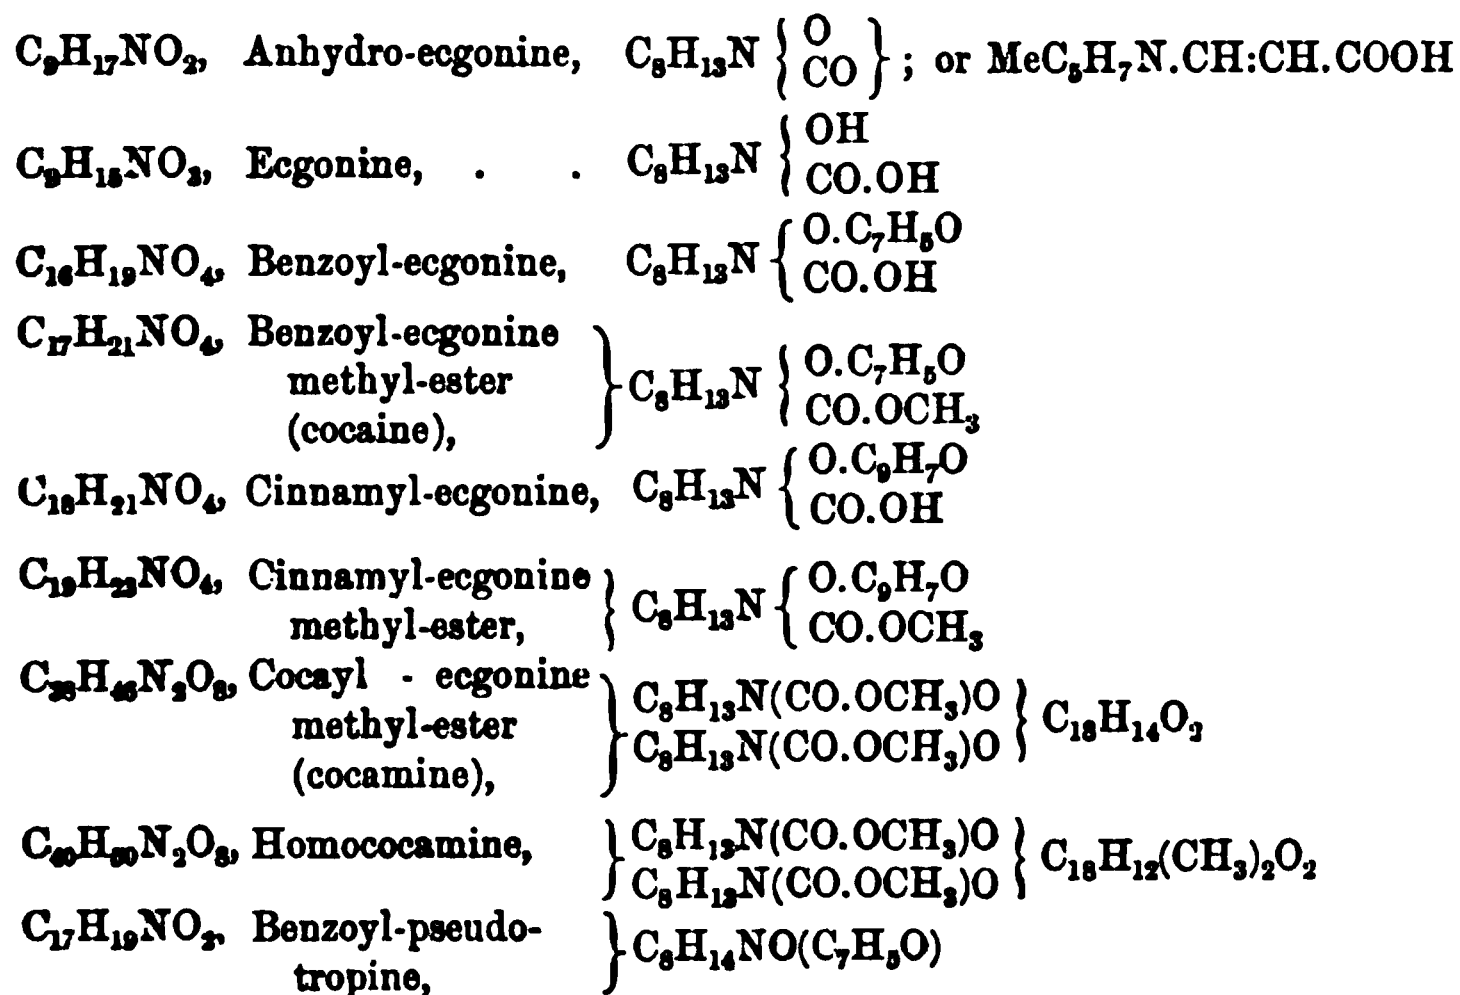 C₉H₁₇NO₂, Anhydro-ecgonine, C₈H₁₃N { O CO } ; or MeC₅H₇N.CH:CH.COOH
C₉H₁₅NO₃, Ecgonine, . . C₈H₁₃N { OH CO.OH
C₁₆H₁₉NO₄, Benzoyl-ecgonine, C₈H₁₃N { O.C₇H₅O CO.OH
C₁₇H₂₁NO₄, Benzoyl-ecgonine
methyl-ester
(cocaine), } C₈H₁₃N { O.C₇H₅O CO.OCH₃
C₁₈H₂₁NO₄, Cinnamyl-ecgonine, C₈H₁₃N { O.C₉H₇O CO.OH
C₁₉H₂₃NO₄, Cinnamyl-ecgonine
methyl-ester, } C₈H₁₃N { O.C₉H₇O CO.OCH₃
C₃₈H₄₆N₂O₈, Cocayl - ecgonine
methyl-ester
(cocamine), } C₈H₁₃N(CO.OCH₃)O
C₈H₁₃N(CO.OCH₃)O } C₁₈H₁₄O₂
C₄₀H₅₀N₂O₈, Homococamine, } C₈H₁₃N(CO.OCH₃)O
C₈H₁₃N(CO.OCH₃)O } C₁₈H₁₂(CH₃)₂O₂
C₁₇H₁₉NO₂, Benzoyl-pseudo-
tropine, } C₈H₁₄NO(C₇H₅O)